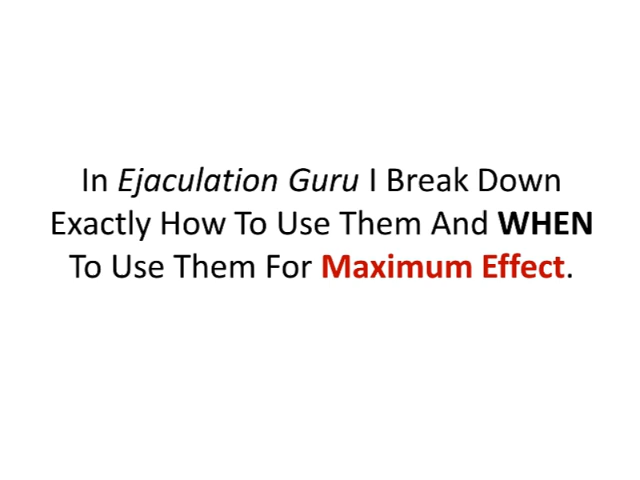 In Ejaculation Guru I Break Down
Exactly How To Use Them And WHEN
To Use Them For Maximum Effect.